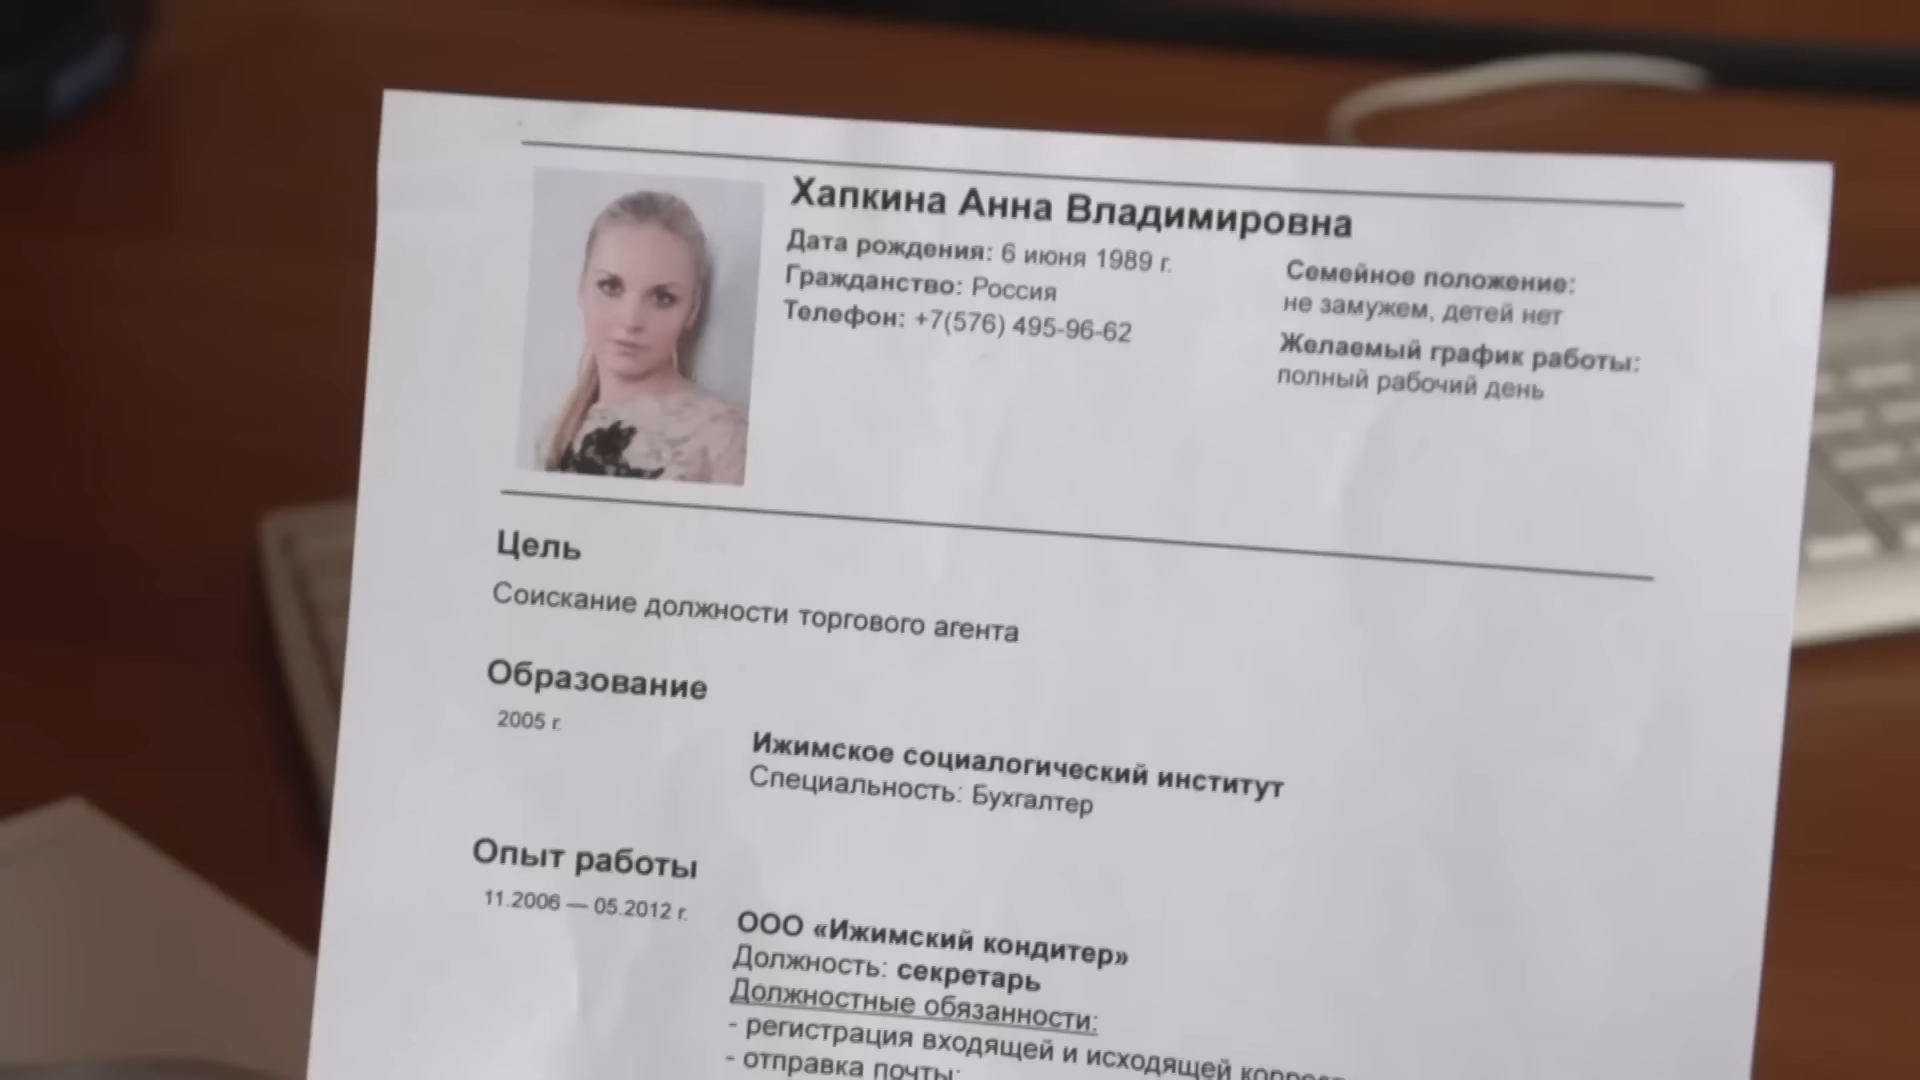 Хапкина Анна Владимировна
Дата рождения: 6 июня 1989 г.
Гражданство: Россия
Телефон: +7(576) 495-96-62
Семейное положение:
не замужем, детей нет
Желаемый график работы:
полный рабочий день
Цель
Соискание должности торгового агента
Образование
2005 г.
Ижимское социалогический институт
Специальность: Бухгалтер
Опыт работы
11.2006 — 05.2012 г.
ООО «Ижимский кондитер»
Должность: секретарь
Должностные обязанности:
- регистрация входящей и исходящей
- отправка почты;